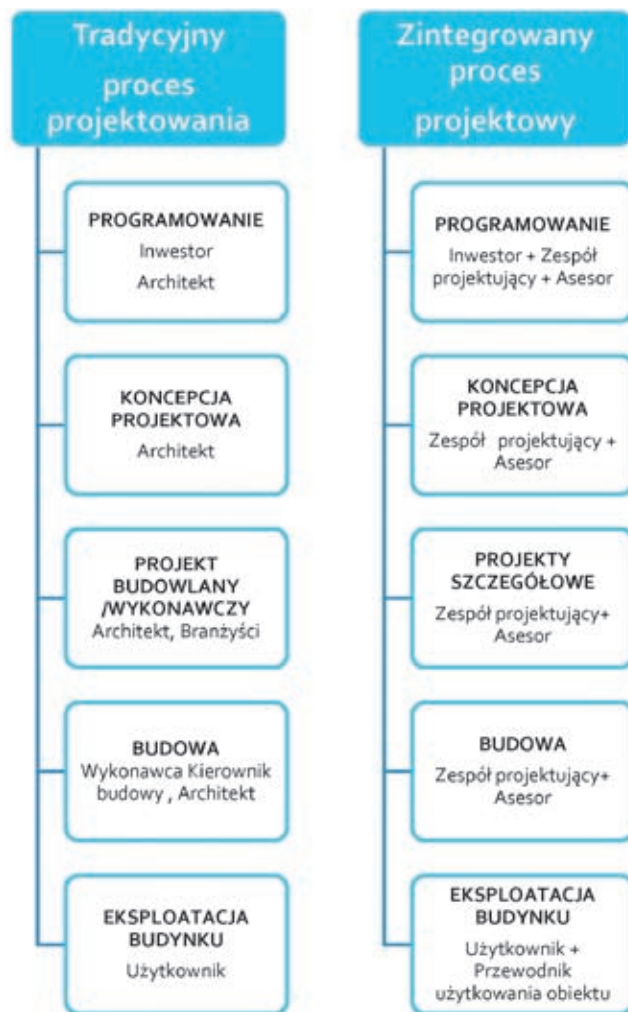 Tradycyjny
proces
projektowania
PROGRAMOWANIE
Inwestor
Architekt
KONCEPCJA
PROJEKTOWA
Architekt
PROJEKT
BUDOWLANY
/WYKONAWCZY
Architekt, Branżyści
BUDOWA
Wykonawca Kierownik
budowy , Architekt
EKSPLOATACJA
BUDYNKU
Użytkownik
Zintegrowany
proces
projektowy
PROGRAMOWANIE
Inwestor + Zespół
projektujący + Asesor
KONCEPCJA
PROJEKTOWA
Zespół projektujący +
Asesor
PROJEKTY
SZCZEGÓŁOWE
Zespół projektujący+
Asesor
BUDOWA
Zespół projektujący+
Asesor
EKSPLOATACJA
BUDYNKU
Użytkownik +
Przewodnik
użytkowania obiektu